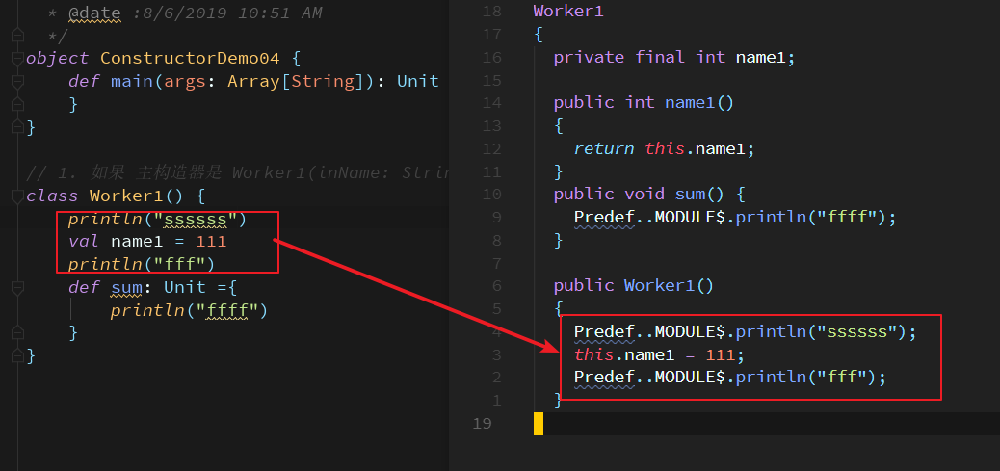 * @date :8/6/2019 10:51 AM
*/
object ConstructorDemo04 {
def main(args: Array[String]): Unit
}
}
// 1. 如果 主构造器是 Worker1(inName: Strin
class Worker1() {
println("ssssss")
val name1 = 111
println("fff")
def sum: Unit ={
println("ffff")
}
}
18 Worker1
17 {
16 private final int name1;
15
14 public int name1()
13 {
12 return this.name1;
11 }
10 public void sum() {
9 Predef..MODULE$.println("ffff");
8 }
7
6 public Worker1()
5 {
4 Predef..MODULE$.println("ssssss");
3 this.name1 = 111;
2 Predef..MODULE$.println("fff");
1 }
19